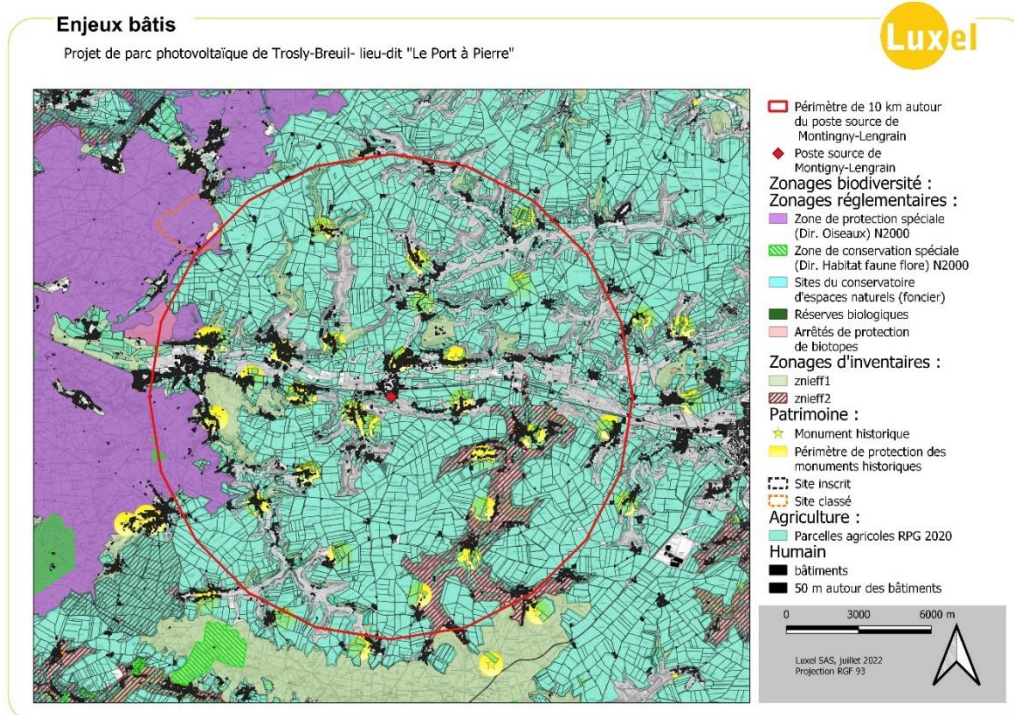 Enjeux bâtis
Projet de parc photovoltaïque de Trosly-Breuil- lieu-dit "Le Port à Pierre"
Luxel
Périmètre de 10 km autour
du poste source de
Montingny-Lengrain
Poste source de
Montigny-Lengrain
Zonages biodiversité :
Zonages réglementaires :
Zone de protection spéciale
(Dir. Oiseaux) N2000
Zone de conservation spéciale
(Dir. Habitat faune flore) N2000
Sites du conservatoire
d'espaces naturels (foncier)
Réserves biologiques
Arrêtés de protection
de biotopes
Zonages d'inventaires :
znieff1
znieff2
Patrimoine :
Monument historique
Périmètre de protection des
monuments historiques
Site inscrit
Site classé
Agriculture :
Parcelles agricoles RPG 2020
Humain
bâtiments
50 m autour des bâtiments
0 3000 6000 m
Luxel SAS, juillet 2022
Projection RGF 93